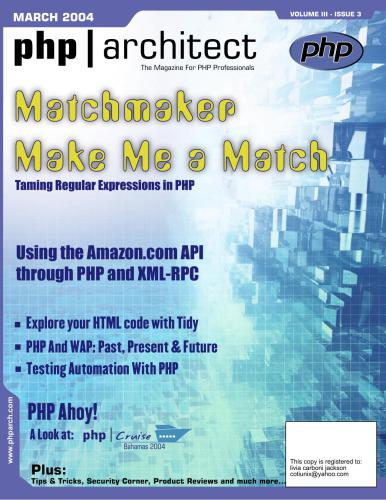 MARCH 2004
VOLUME III - ISSUE 3
php|architect
The Magazine For PHP Professionals
php
Matchmaker
Make Me a Match
Taming Regular Expressions in PHP
Using the Amazon.com API
through PHP and XML-RPC
Explore your HTML code with Tidy
PHP And WAP: Past, Present & Future
Testing Automation With PHP
PHP Ahoy!
A Look at: php|Cruise
Bahamas 2004
www.phparch.com
Plus:
Tips & Tricks, Security Corner, Product Reviews and much more...
This copy is registered to:
livia carboni jackson
cotiunix@yahoo.com